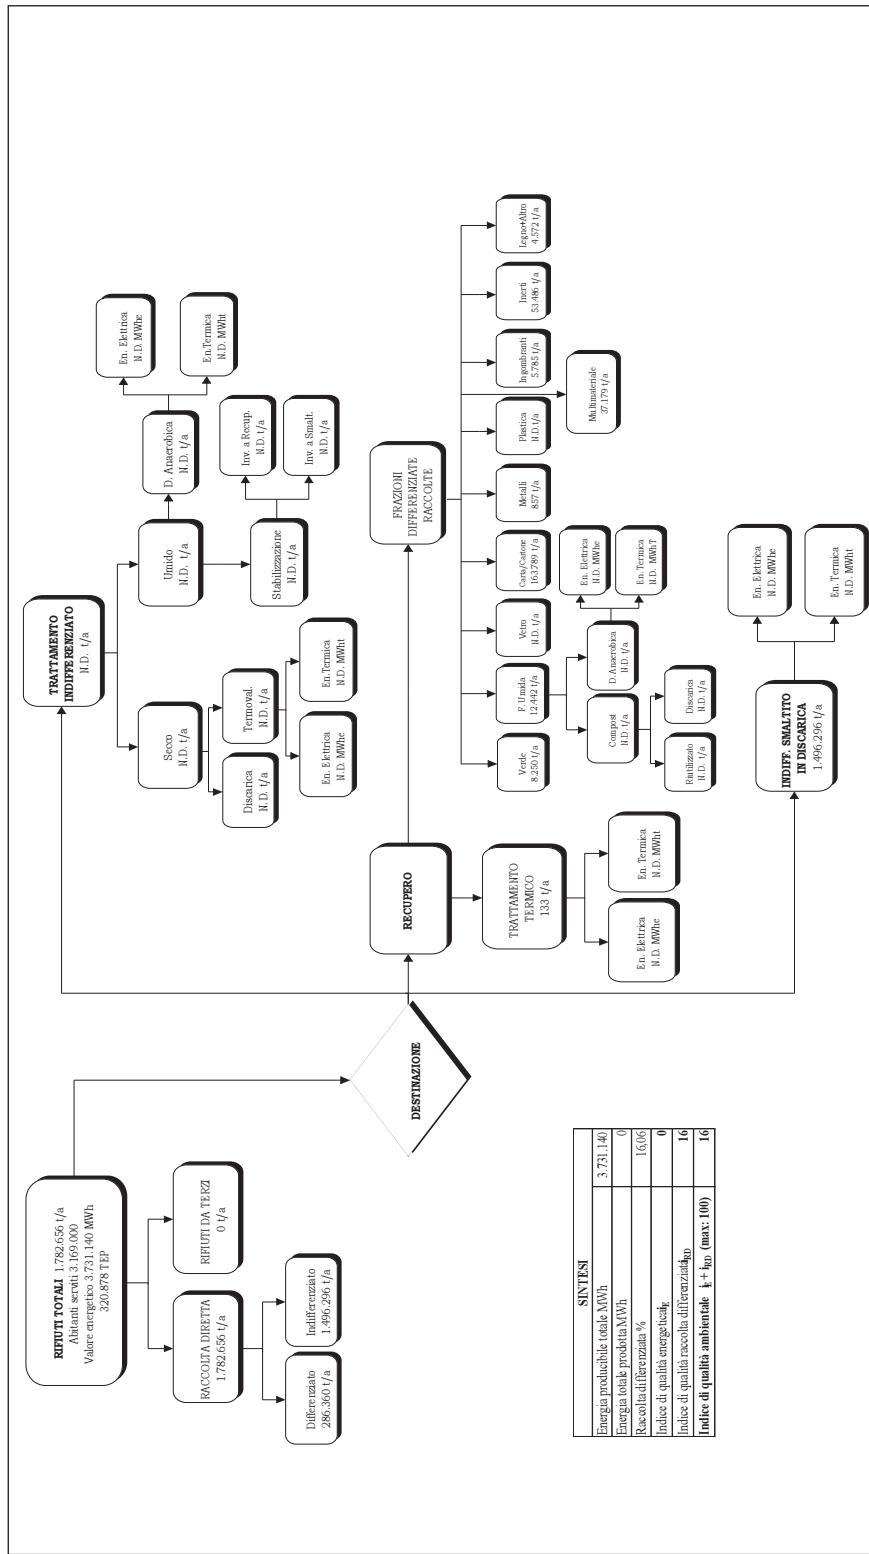 RIFIUTI TOTALI 1.782.656 t/a
Abitanti serviti 3.169.000
Valore energetico 3.731.140 MWh
320.878 TEP
RACCOLTA DIRETTA
1.782.656 t/a
RIFIUTI DA TERZI
0 t/a
Differenziato
286.360 t/a
Indifferenziato
1.496.296 t/a
DESTINAZIONE
TRATTAMENTO
INDIFFERENZIATO
N.D. t/a
Secco
N.D. t/a
Umido
N.D. t/a
Discarica
N.D. t/a
Termoval.
N.D. t/a
En. Elettrica
N.D. MWhe
En.Termica
N.D. MWht
D. Anaerobica
N.D. t/a
En. Elettrica
N.D. MWhe
En.Termica
N.D. MWht
Stabilizzazione
N.D. t/a
Inv. a Recup.
N.D. t/a
Inv. a Smalt.
N.D. t/a
RECUPERO
TRATTAMENTO
TERMICO
133 t/a
En. Elettrica
N.D. MWhe
En. Termica
N.D. MWht
FRAZIONI
DIFFERENZIATE
RACCOLTE
Verde
8.250 t/a
F. Umida
12.442 t/a
Vetro
N.D. t/a
Carta/Cartone
163.789 t/a
Metalli
857 t/a
Plastica
N.D. t/a
Ingombranti
5.785 t/a
Inerti
53.486 t/a
Legno+Altro
4.572 t/a
Multimateriale
37.179 t/a
Compost
N.D. t/a
D. Anaerobica
N.D. t/a
Riutilizzato
N.D. t/a
Discarica
N.D. t/a
En. Elettrica
N.D. MWhe
En. Termica
N.D. MWhT
INDIFF. SMALTITO
IN DISCARICA
1.496.296 t/a
En. Elettrica
N.D. MWhe
En. Termica
N.D. MWht
SINTESI
Energia producibile totale MWh 3.731.140
Energia totale prodotta MWh 0
Raccolta differenziata % 16,06
Indice di qualità energetica iE 0
Indice di qualità raccolta differenziata iRD 16
Indice di qualità ambientale iE + iRD (max: 100) 16